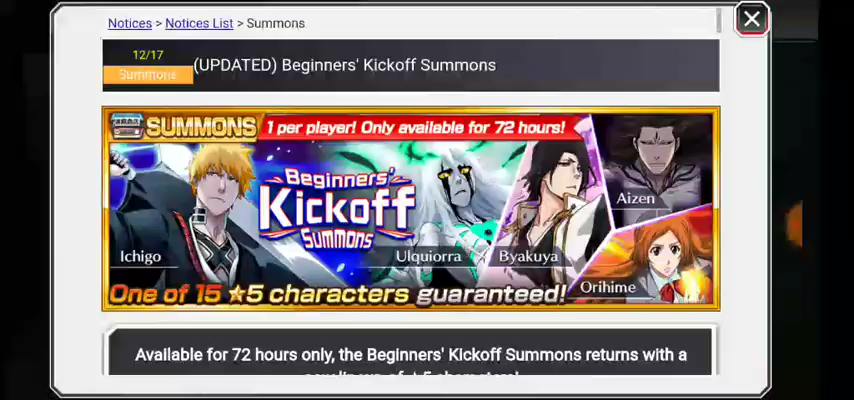 Notices > Notices List > Summons
12/17
Summons
(UPDATED) Beginners' Kickoff Summons
SUMMONS 1 per player! Only available for 72 hours!
Beginners'
Kickoff
SUMMONS
Ichigo
Ulquiorra
Byakuya
Aizen
Orihime
One of 15 ★5 characters guaranteed!
Available for 72 hours only, the Beginners' Kickoff Summons returns with a